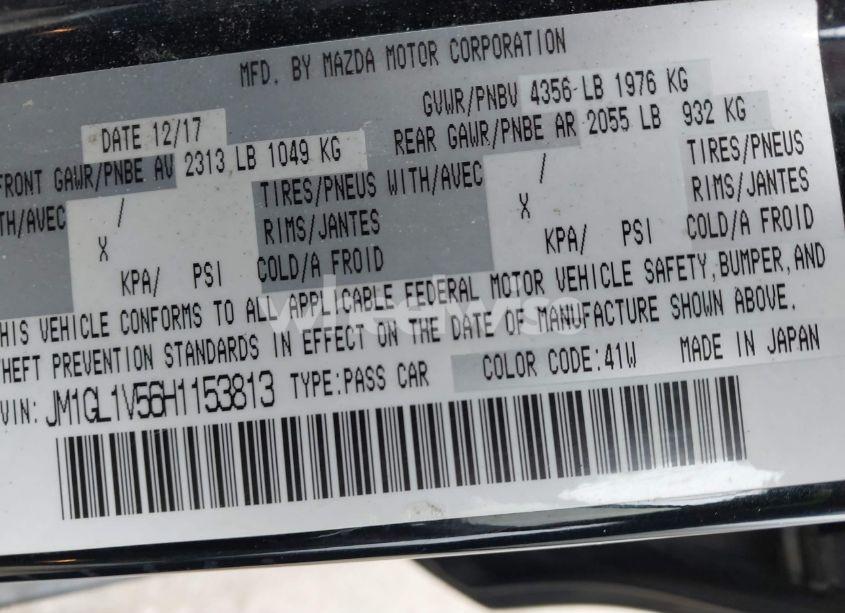 MFD. BY MAZDA MOTOR CORPORATION
DATE 12/17 GVWR/PNBV 4356 LB 1976 KG
FRONT GAWR/PNBE AV 2313 LB 1049 KG REAR GAWR/PNBE AR 2055 LB 932 KG
TH/AVEC / TIRES/PNEUS WITH/AVEC / TIRES/PNEUS
X RIMS/JANTES X RIMS/JANTES
KPA/ PSI COLD/A FROID KPA/ PSI COLD/A FROID
HIS VEHICLE CONFORMS TO ALL APPLICABLE FEDERAL MOTOR VEHICLE SAFETY, BUMPER, AND
HEFT PREVENTION STANDARDS IN EFFECT ON THE DATE OF MANUFACTURE SHOWN ABOVE.
VIN: JM1GL1V56H1153813 TYPE:PASS CAR COLOR CODE:41W MADE IN JAPAN
wheelwise